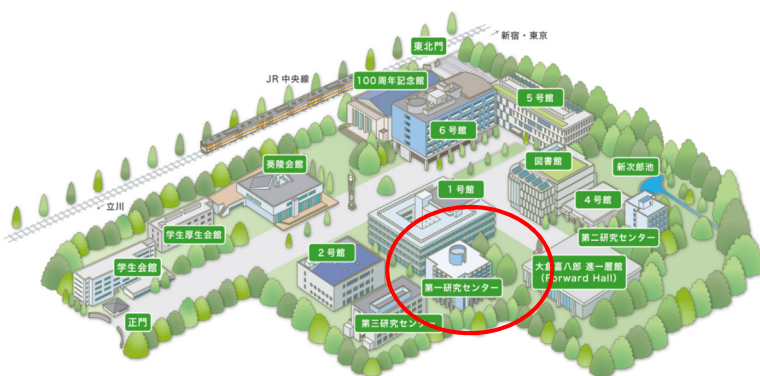 東北門
新宿・東京
JR 中央線
100周年記念館
5号館
6号館
図書館
新次郎池
葵陵会館
1号館
4号館
立川
学生厚生会館
第二研究センター
2号館
学生会館
大倉喜八郎 進一層館
(Forward Hall)
第一研究センター
正門
第三研究センター